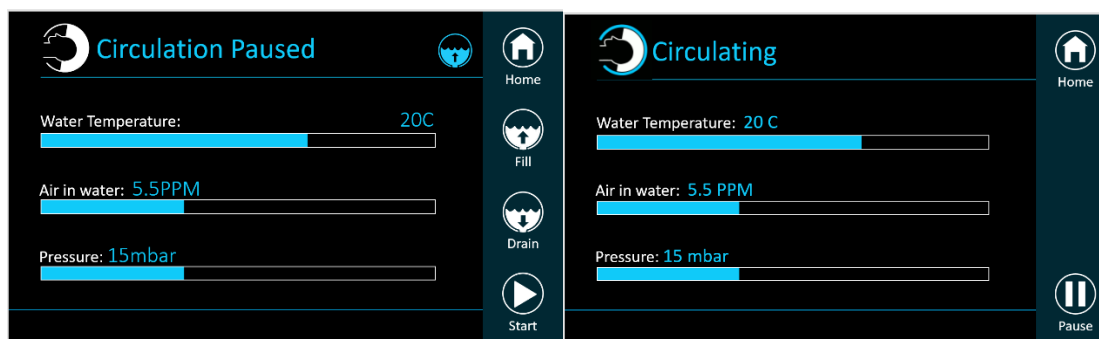 Circulation Paused
Home
Water Temperature: 20C
Fill
Air in water: 5.5PPM
Drain
Pressure: 15mbar
Start
Circulating
Home
Water Temperature: 20 C
Air in water: 5.5 PPM
Pressure: 15 mbar
Pause